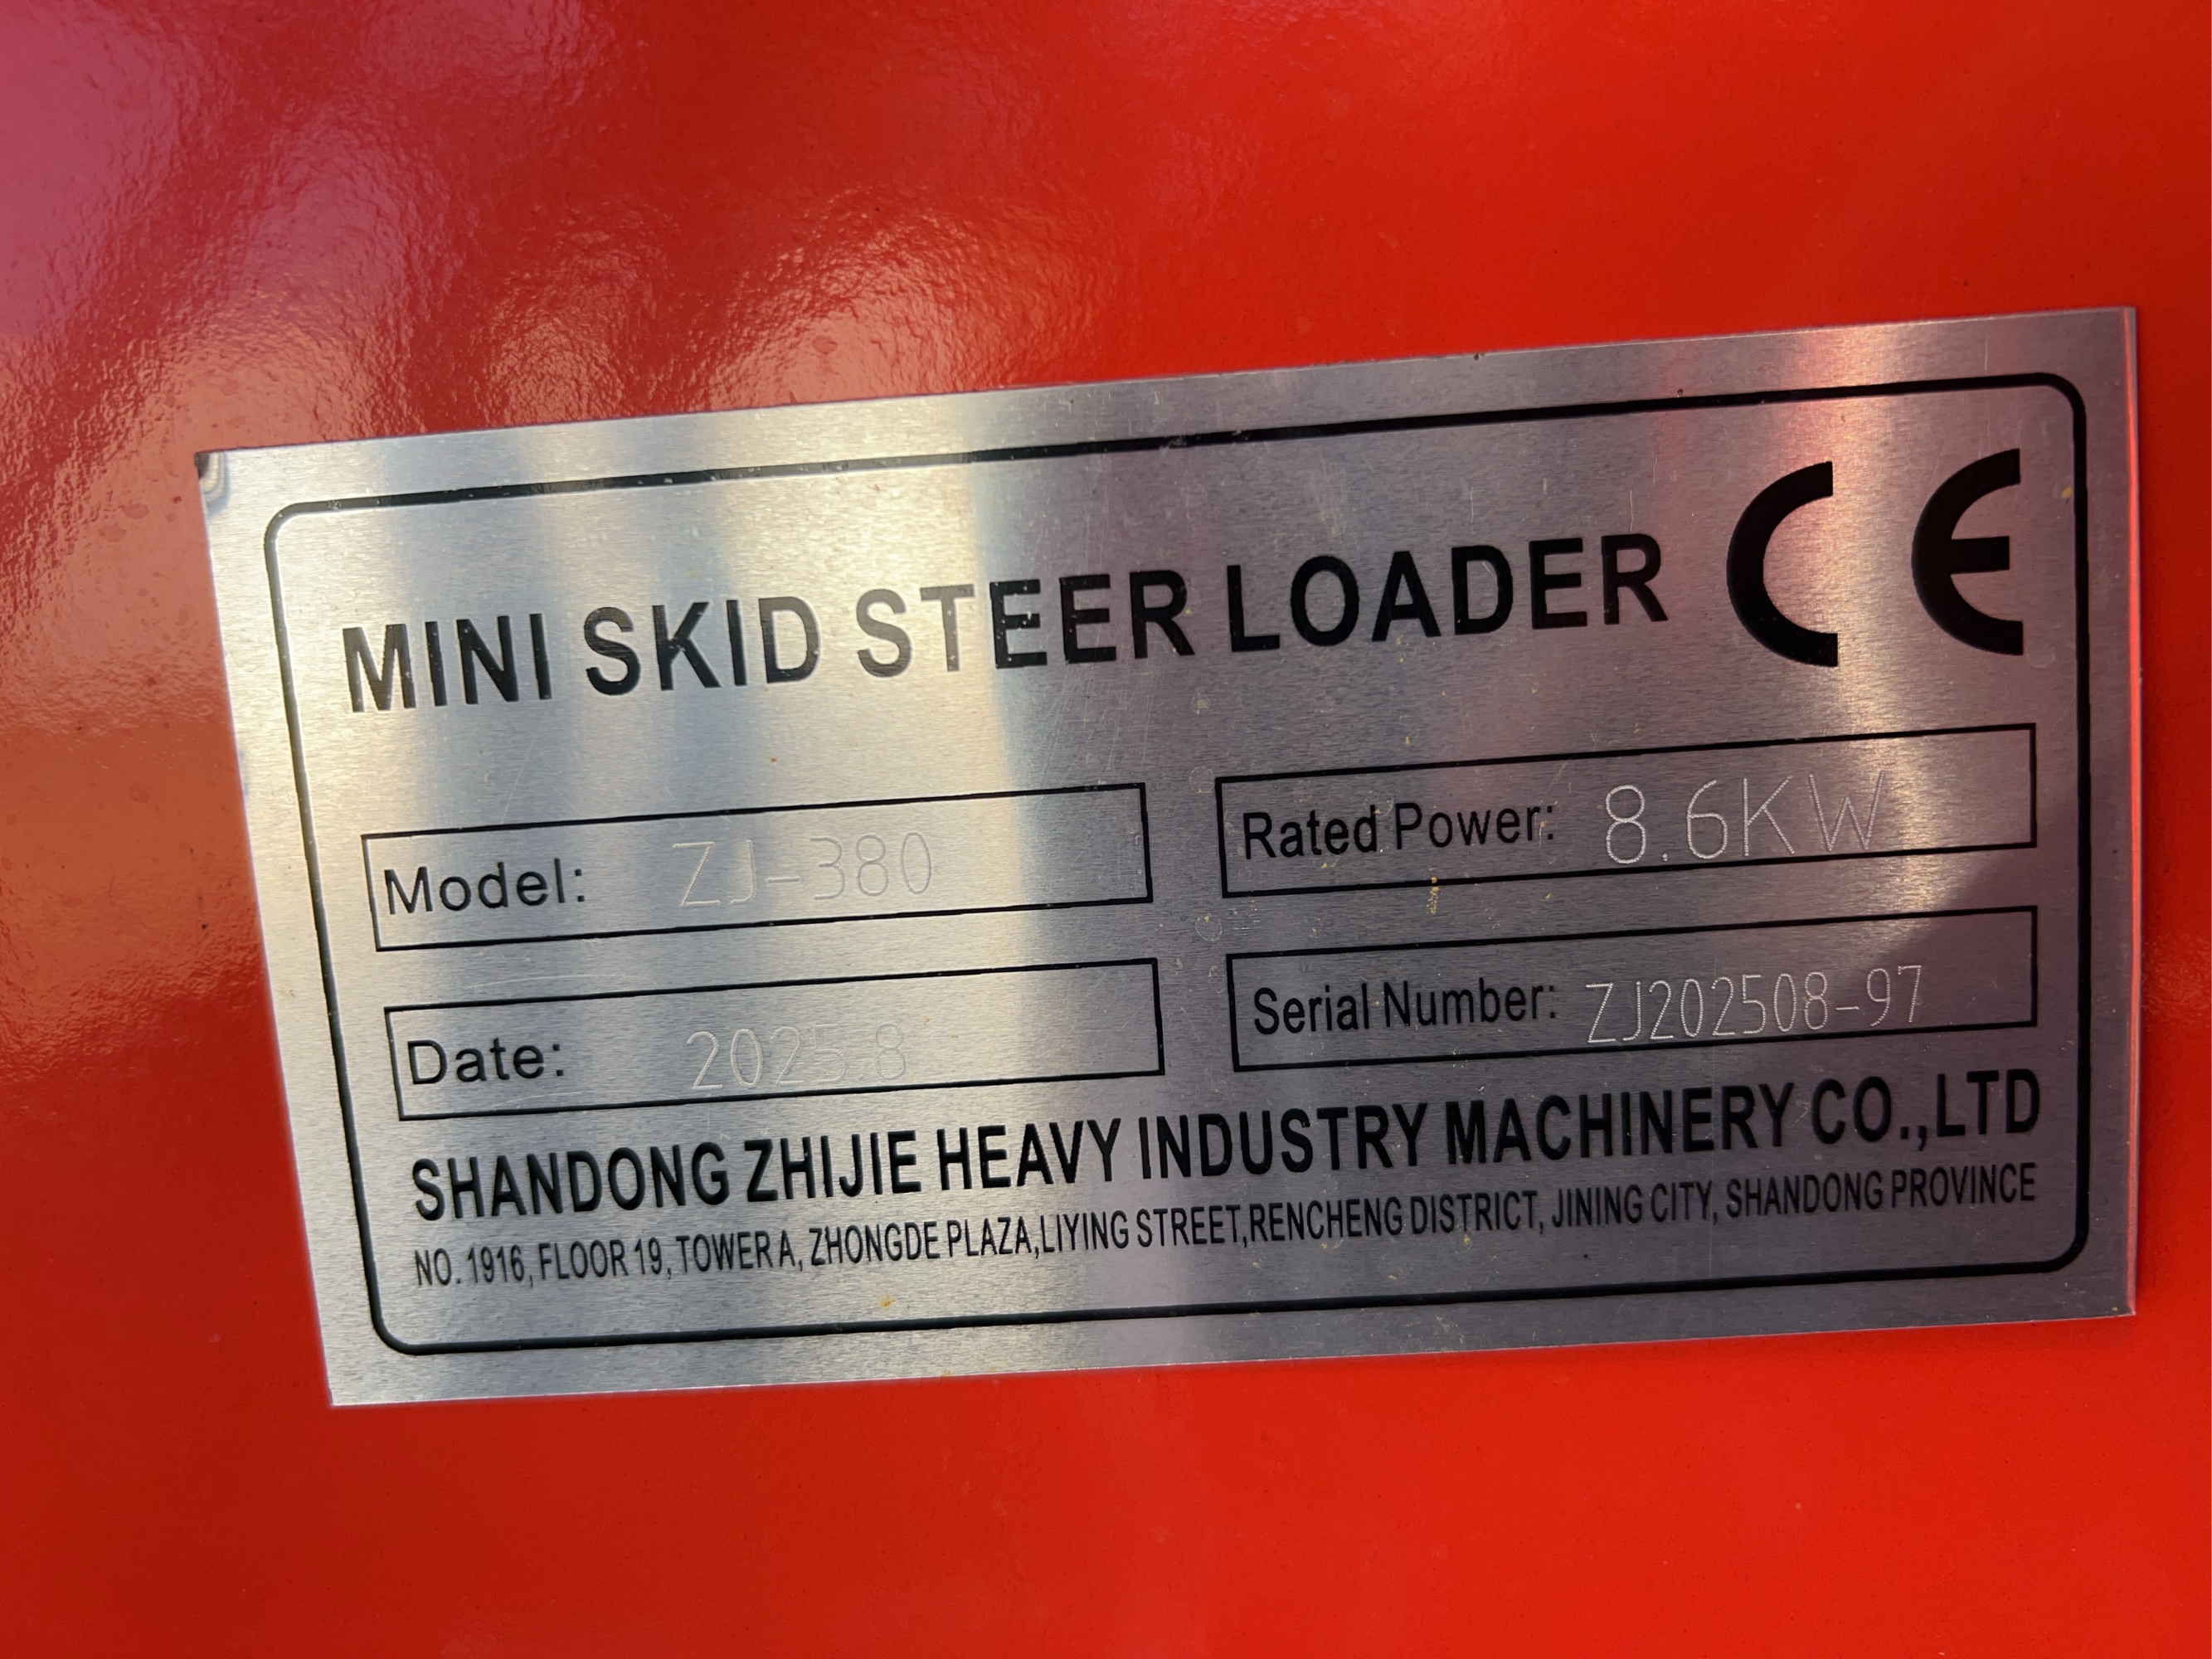 MINI SKID STEER LOADER CE
Model: ZJ-380
Rated Power: 8.6KW
Date: 2025.8
Serial Number: ZJ202508-97
SHANDONG ZHIJIE HEAVY INDUSTRY MACHINERY CO.,LTD
NO. 1916, FLOOR 19, TOWER A, ZHONGDE PLAZA,LIYING STREET,RENCHENG DISTRICT, JINING CITY, SHANDONG PROVINCE